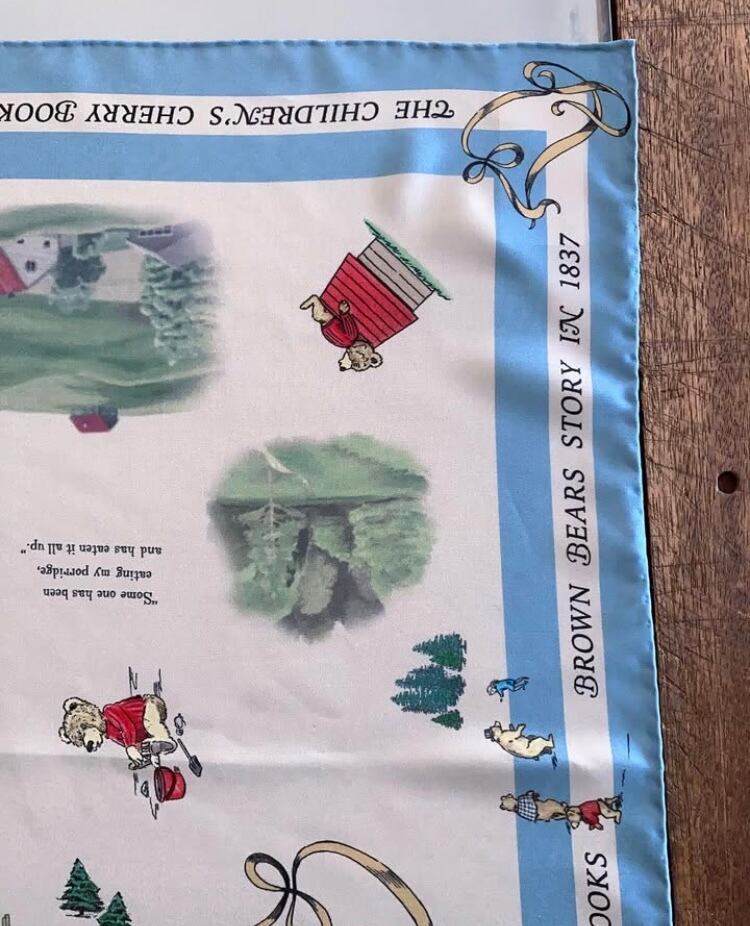 THE CHILDREN'S CHERRY BOOK
BROWN BEARS STORY IN 1837
OOKS
"Some one has been
eating my porridge,
and has eaten it all up."